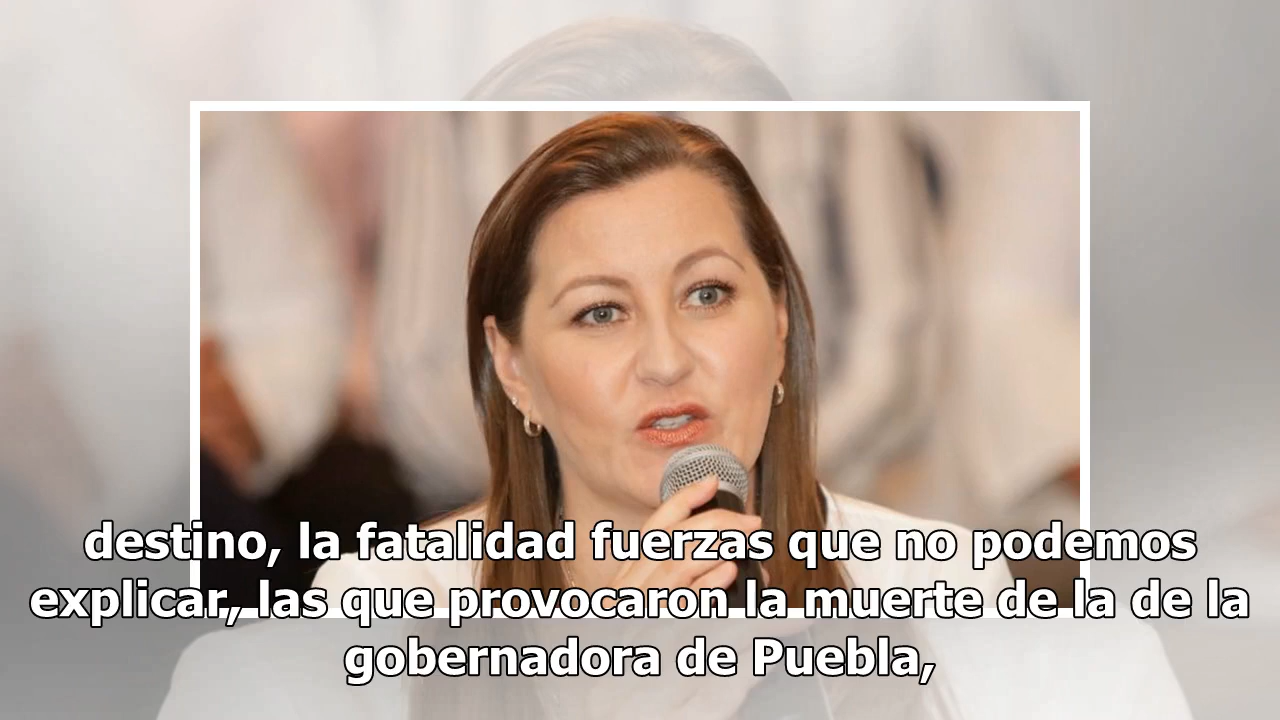 destino, la fatalidad fuerzas que no podemos
explicar, las que provocaron la muerte de la de la
gobernadora de Puebla,